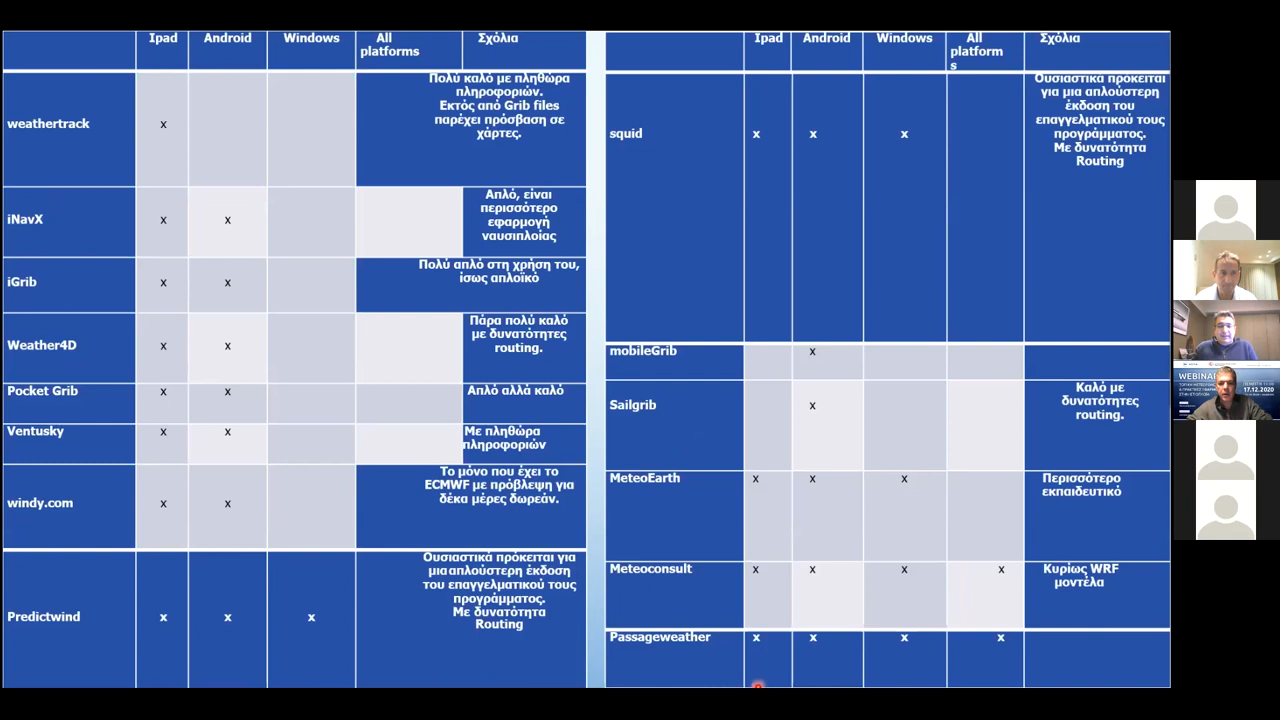 Ipad Android Windows All platforms Σχόλια
weathertrack x
Πολύ καλό με πληθώρα
πληροφοριών.
Εκτός από Grib files
παρέχει πρόσβαση σε
χάρτες.
iNavX x x
Απλό, είναι
περισσότερο
εφαρμογή
ναυσιπλοίας
iGrib x x
Πολύ απλό στη χρήση του,
ίσως απλοϊκό
Weather4D x x
Πάρα πολύ καλό
με δυνατότητες
routing.
Pocket Grib x x Απλό αλλά καλό
Ventusky x x
Με πληθώρα
πληροφοριών
windy.com x x
Το μόνο που έχει το
ECMWF με πρόβλεψη για
δέκα μέρες δωρεάν.
Predictwind x x x
Ουσιαστικά πρόκειται για
μια απλούστερη έκδοση
του επαγγελματικού τους
προγράμματος.
Με δυνατότητα
Routing
Ipad Android Windows All
platform
s
Σχόλια
squid x x x
Ουσιαστικά πρόκειται
για μια απλούστερη
έκδοση του
επαγγελματικού τους
προγράμματος.
Με δυνατότητα
Routing
mobileGrib x
Sailgrib x
Καλό με
δυνατότητες
routing.
MeteoEarth x x x
Περισσότερο
εκπαιδευτικό
Meteoconsult x x x x
Κυρίως WRF
μοντέλα
Passageweather x x x x
WEBINAR
17.12.2020